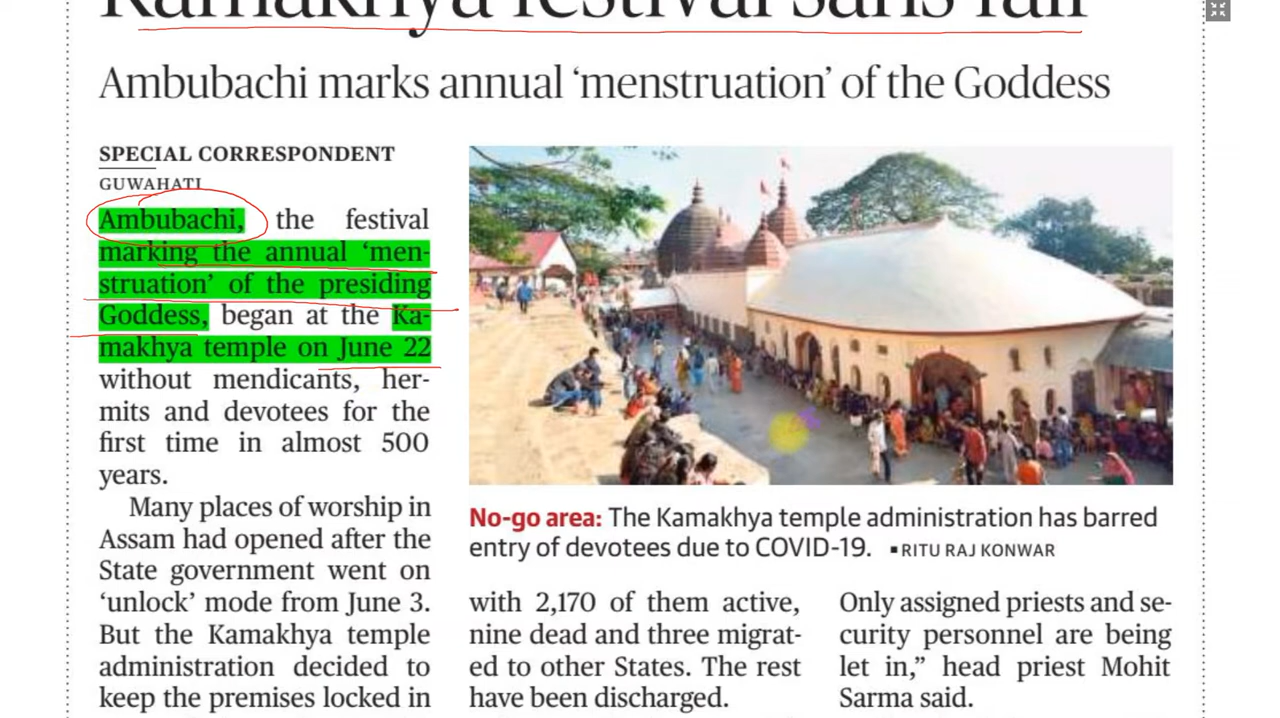 Kamakhya festival sans fair
Ambubachi marks annual ‘menstruation’ of the Goddess
SPECIAL CORRESPONDENT
GUWAHATI
Ambubachi, the festival
marking the annual ‘men-
struation’ of the presiding
Goddess, began at the Ka-
makhya temple on June 22
without mendicants, her-
mits and devotees for the
first time in almost 500
years.
Many places of worship in
Assam had opened after the
State government went on
‘unlock’ mode from June 3.
But the Kamakhya temple
administration decided to
keep the premises locked in
No-go area: The Kamakhya temple administration has barred
entry of devotees due to COVID-19. ▪RITU RAJ KONWAR
with 2,170 of them active,
nine dead and three migrat-
ed to other States. The rest
have been discharged.
Only assigned priests and se-
curity personnel are being
let in,” head priest Mohit
Sarma said.